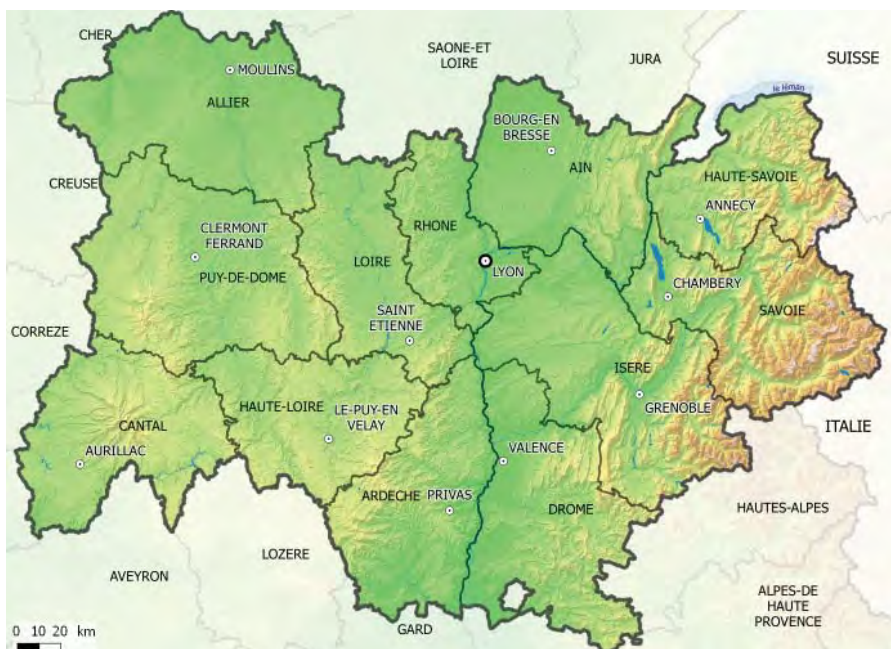 CHER
SAONE-ET
LOIRE
JURA
SUISSE
MOULINS
le léman
ALLIER
BOURG-EN
BRESSE
AIN
CREUSE
HAUTE-SAVOIE
ANNECY
CLERMONT
FERRAND
RHONE
PUY-DE-DOME
LOIRE
LYON
CHAMBERY
SAINT
ETIENNE
SAVOIE
CORREZE
ISERE
GRENOBLE
HAUTE-LOIRE
LE-PUY-EN
VELAY
CANTAL
ITALIE
AURILLAC
VALENCE
ARDECHE
PRIVAS
DROME
HAUTES-ALPES
LOZERE
AVEYRON
ALPES-DE
HAUTE
PROVENCE
GARD
0 10 20 km